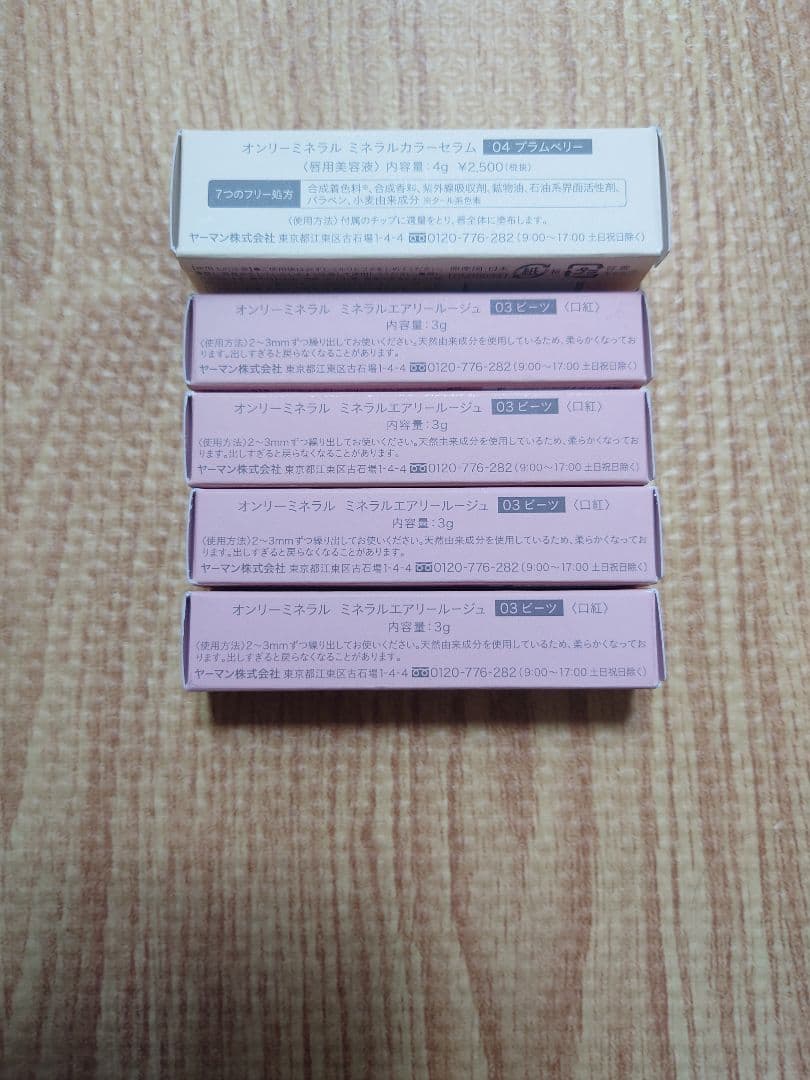 オンリーミネラル ミネラルカラーセラム 04 プラムベリー
〈唇用美容液〉内容量：4g ¥2,500(税抜)
7つのフリー処方 合成着色料※、合成香料、紫外線吸収剤、鉱物油、石油系界面活性剤、
パラベン、小麦由来成分 ※タール系色素
〈使用方法〉付属のチップに適量をとり、唇全体に塗布します。
ヤーマン株式会社 東京都江東区古石場1-4-4 0120-776-282(9:00〜17:00 土日祝日除く)
紙
オンリーミネラル ミネラルエアリールージュ 03 ビーツ 〈口紅〉
内容量：3g
〈使用方法〉2〜3mmずつ繰り出してお使いください。天然由来成分を使用しているため、柔らかくなってお
ります。出しすぎると戻らなくなることがあります。
ヤーマン株式会社 東京都江東区古石場1-4-4 0120-776-282(9:00〜17:00 土日祝日除く)
オンリーミネラル ミネラルエアリールージュ 03 ビーツ 〈口紅〉
内容量：3g
〈使用方法〉2〜3mmずつ繰り出してお使いください。天然由来成分を使用しているため、柔らかくなってお
ります。出しすぎると戻らなくなることがあります。
ヤーマン株式会社 東京都江東区古石場1-4-4 0120-776-282(9:00〜17:00 土日祝日除く)
オンリーミネラル ミネラルエアリールージュ 03 ビーツ 〈口紅〉
内容量：3g
〈使用方法〉2〜3mmずつ繰り出してお使いください。天然由来成分を使用しているため、柔らかくなってお
ります。出しすぎると戻らなくなることがあります。
ヤーマン株式会社 東京都江東区古石場1-4-4 0120-776-282(9:00〜17:00 土日祝日除く)
オンリーミネラル ミネラルエアリールージュ 03 ビーツ 〈口紅〉
内容量：3g
〈使用方法〉2〜3mmずつ繰り出してお使いください。天然由来成分を使用しているため、柔らかくなってお
ります。出しすぎると戻らなくなることがあります。
ヤーマン株式会社 東京都江東区古石場1-4-4 0120-776-282(9:00〜17:00 土日祝日除く)